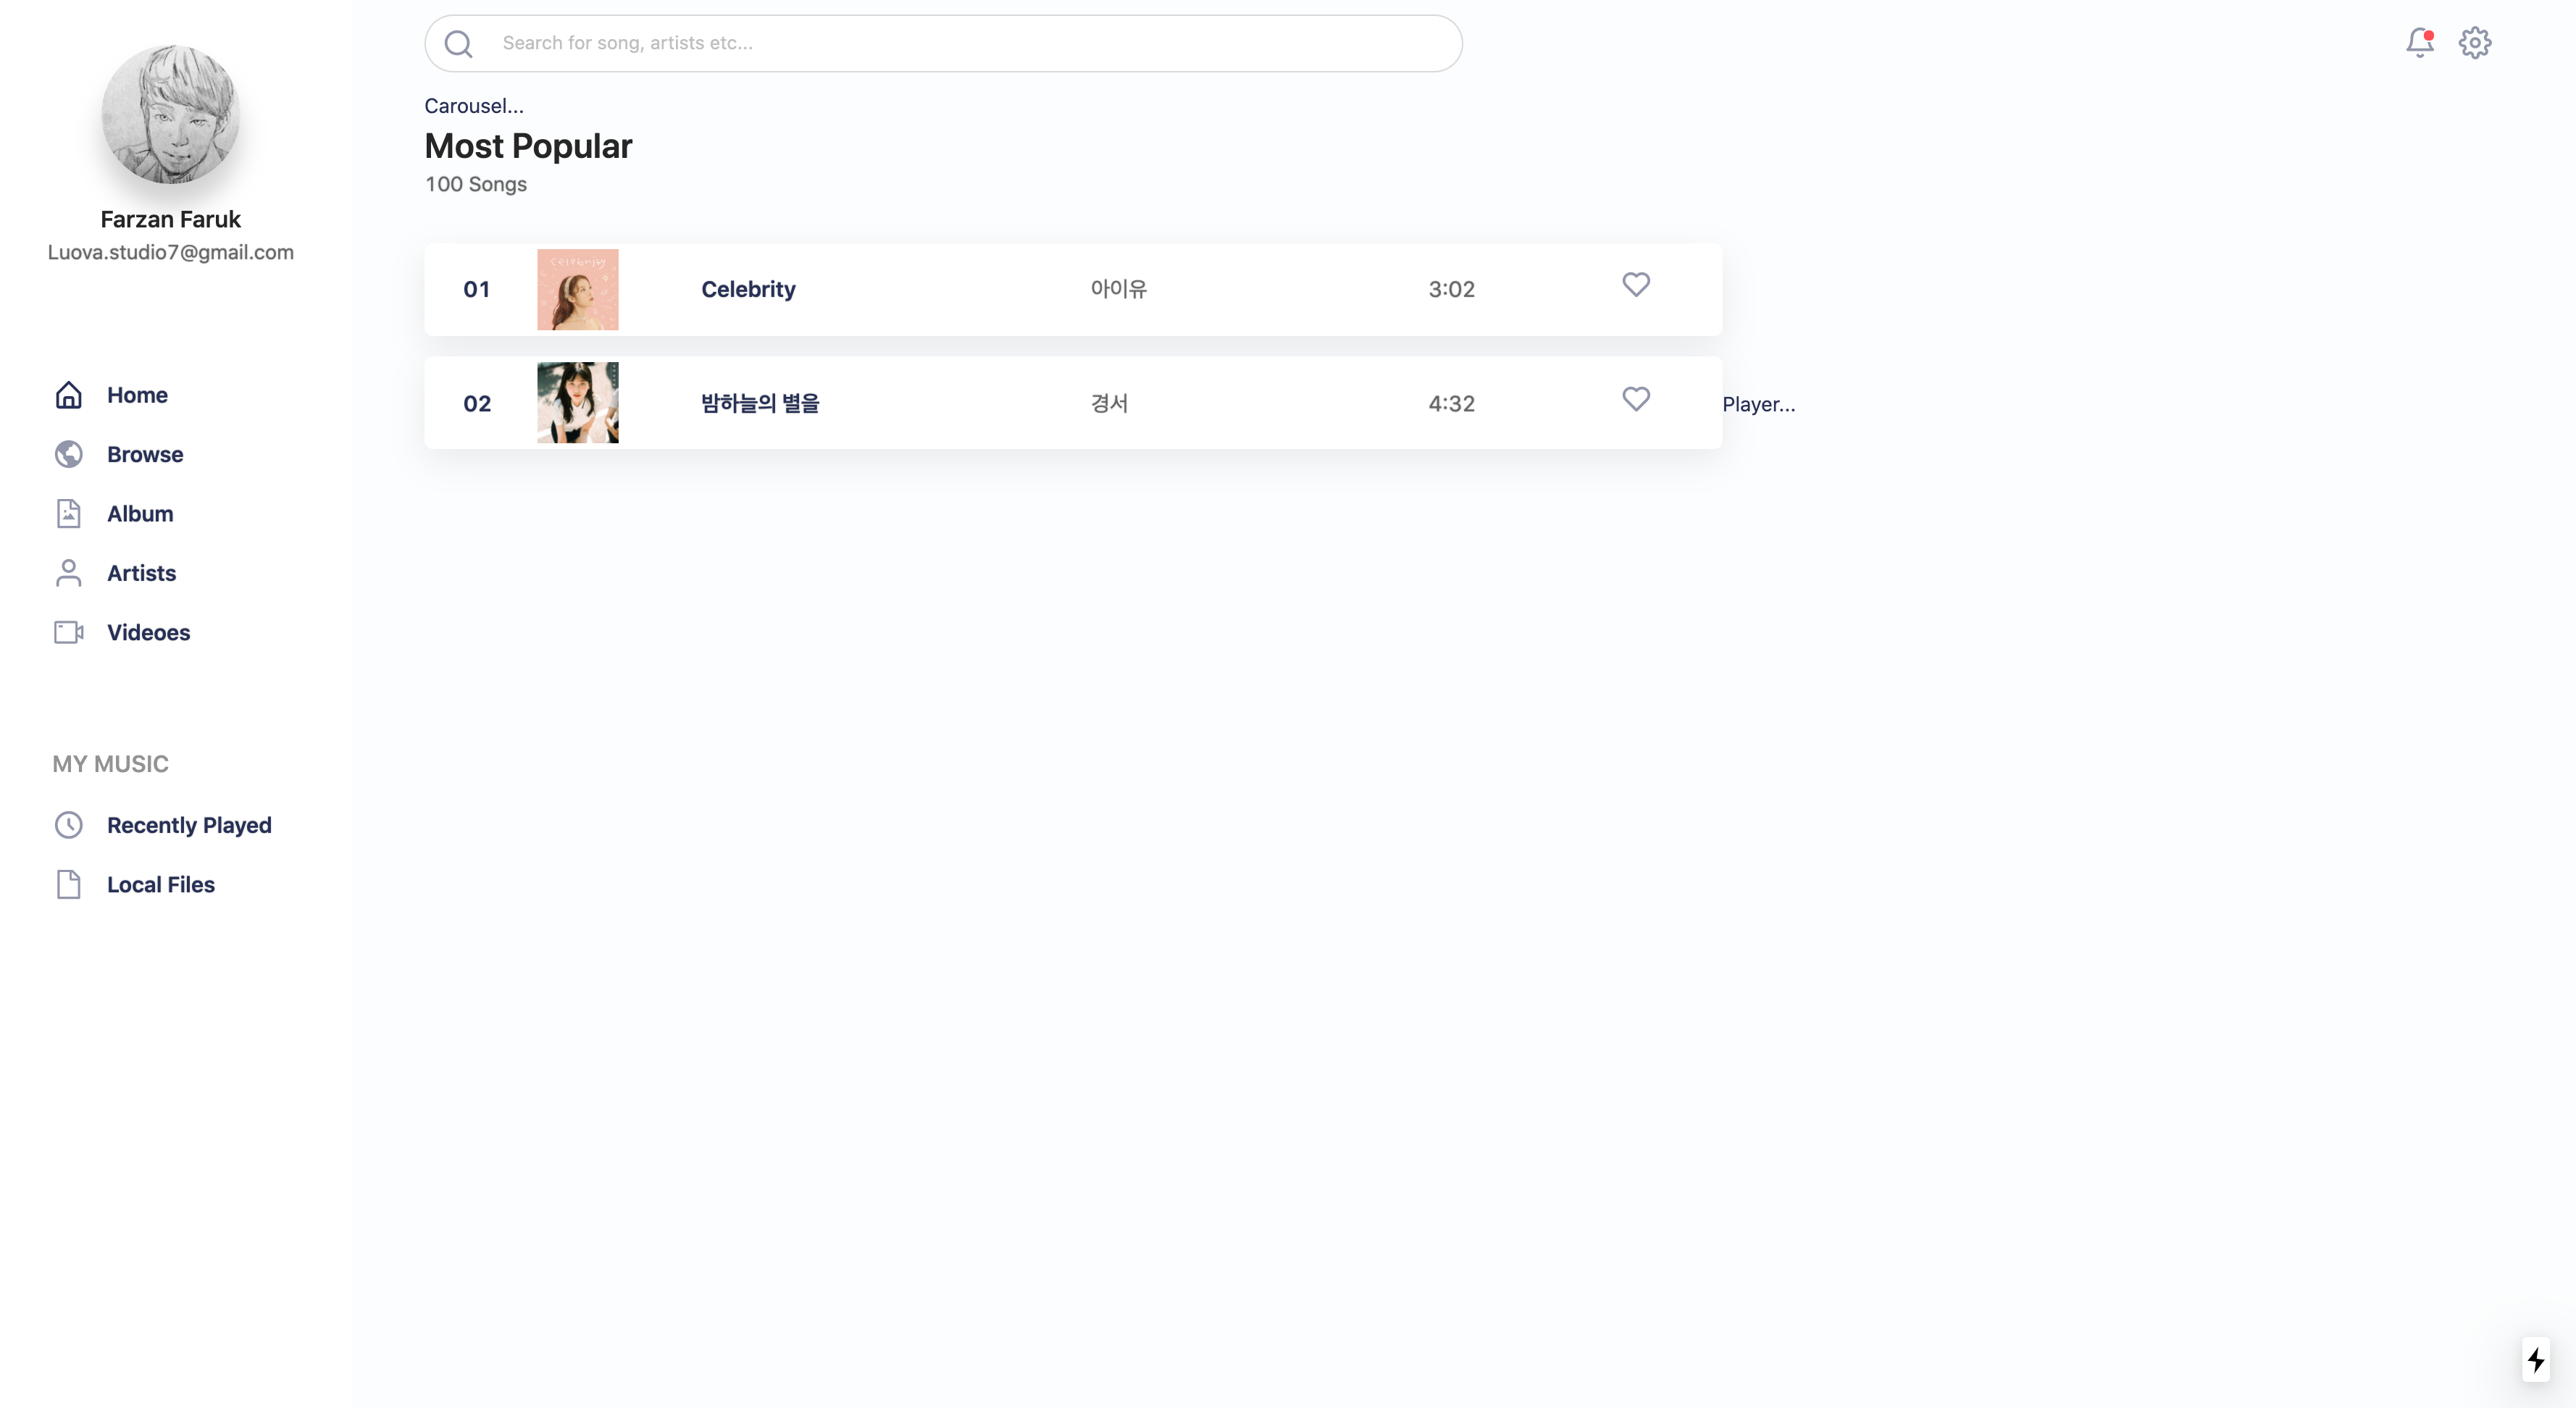 Farzan Faruk
Luova.studio7@gmail.com
Home
Browse
Album
Artists
Videoes
MY MUSIC
Recently Played
Local Files
Search for song, artists etc...
Carousel...
Most Popular
100 Songs
01 Celebrity 아이유 3:02
02 밤하늘의 별을 경서 4:32
Player...